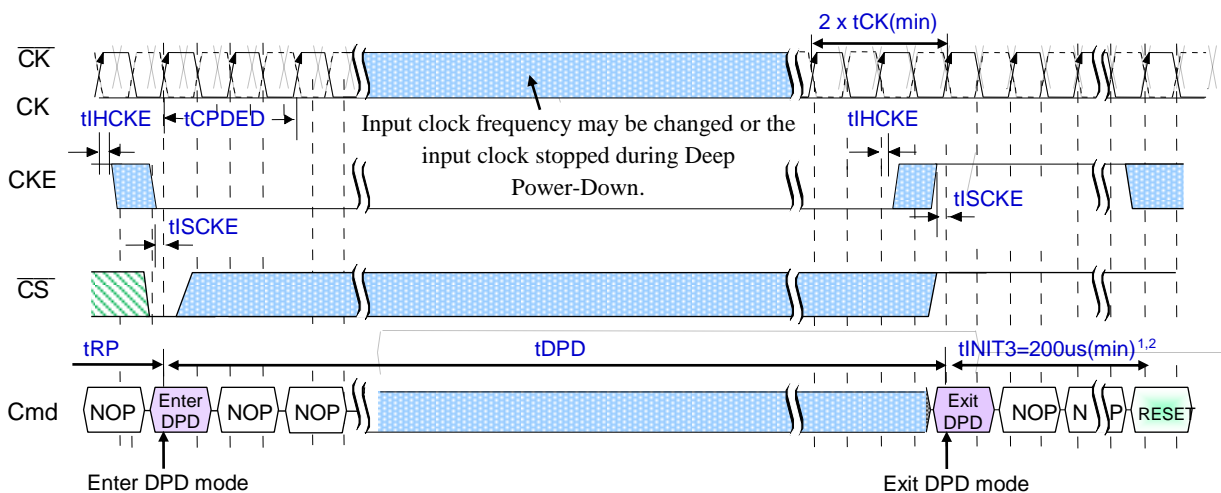 2 x tCK(min)
CK
CK
tIHCKE
tCPDED
Input clock frequency may be changed or the
input clock stopped during Deep
Power-Down.
tIHCKE
CKE
tISCKE
tISCKE
CS
tRP
tDPD
tINIT3=200us(min)1,2
Cmd
NOP
Enter
DPD
NOP
NOP
Exit
DPD
NOP
N
P
RESET
Enter DPD mode
Exit DPD mode